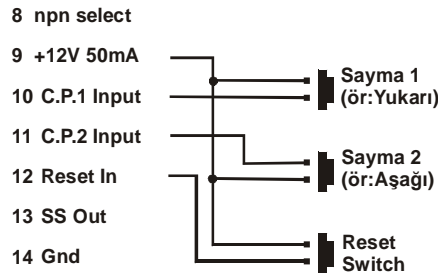 8 npn select
9 +12V 50mA
10 C.P.1 Input
11 C.P.2 Input
12 Reset In
13 SS Out
14 Gnd
Sayma 1
(ör:Yukarı)
Sayma 2
(ör:Aşağı)
Reset
Switch